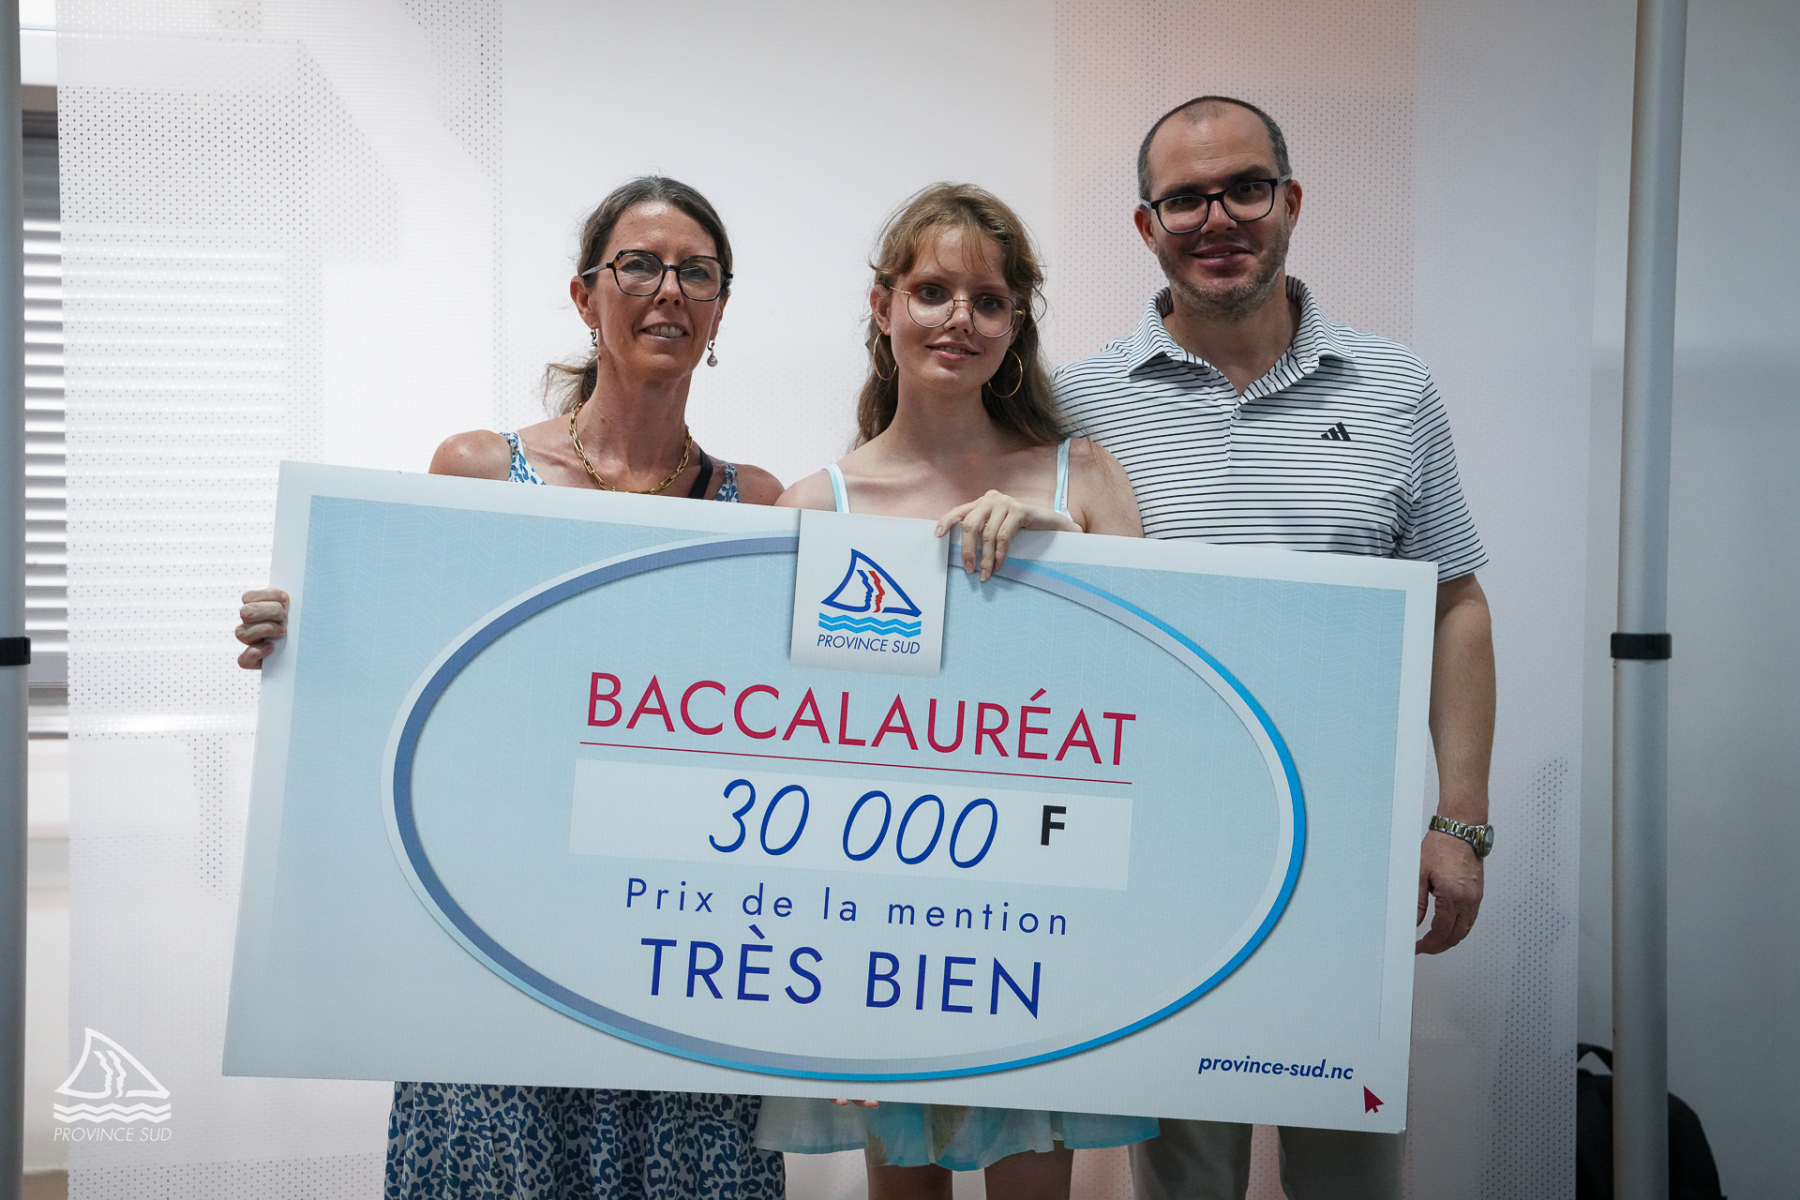 PROVINCE SUD
BACCALAURÉAT
30 000 F
Prix de la mention
TRÈS BIEN
province-sud.nc
PROVINCE SUD